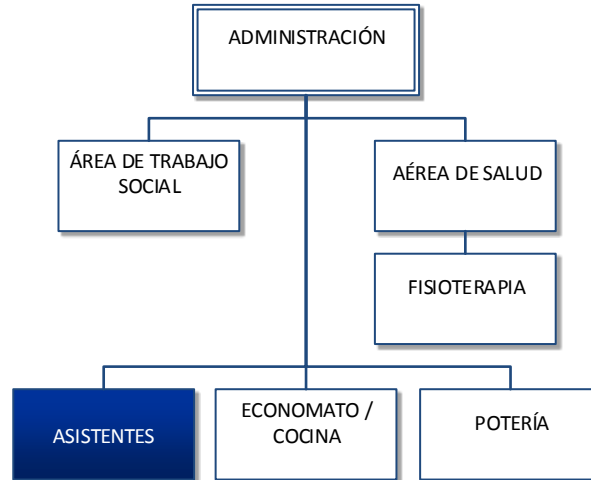 ADMINISTRACIÓN
ÁREA DE TRABAJO
SOCIAL
AÉREA DE SALUD
FISIOTERAPIA
ASISTENTES
ECONOMATO /
COCINA
POTERÍA